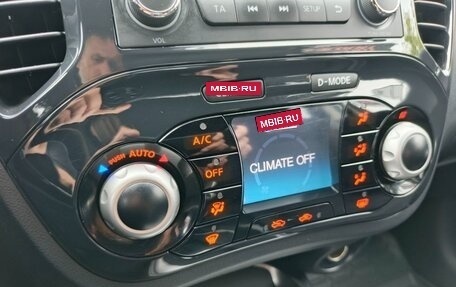 TA
SETUP
VOL
MBIB·RU
D-MODE
MBIB·RU
A/C
PUSH AUTO
OFF
CLIMATE OFF